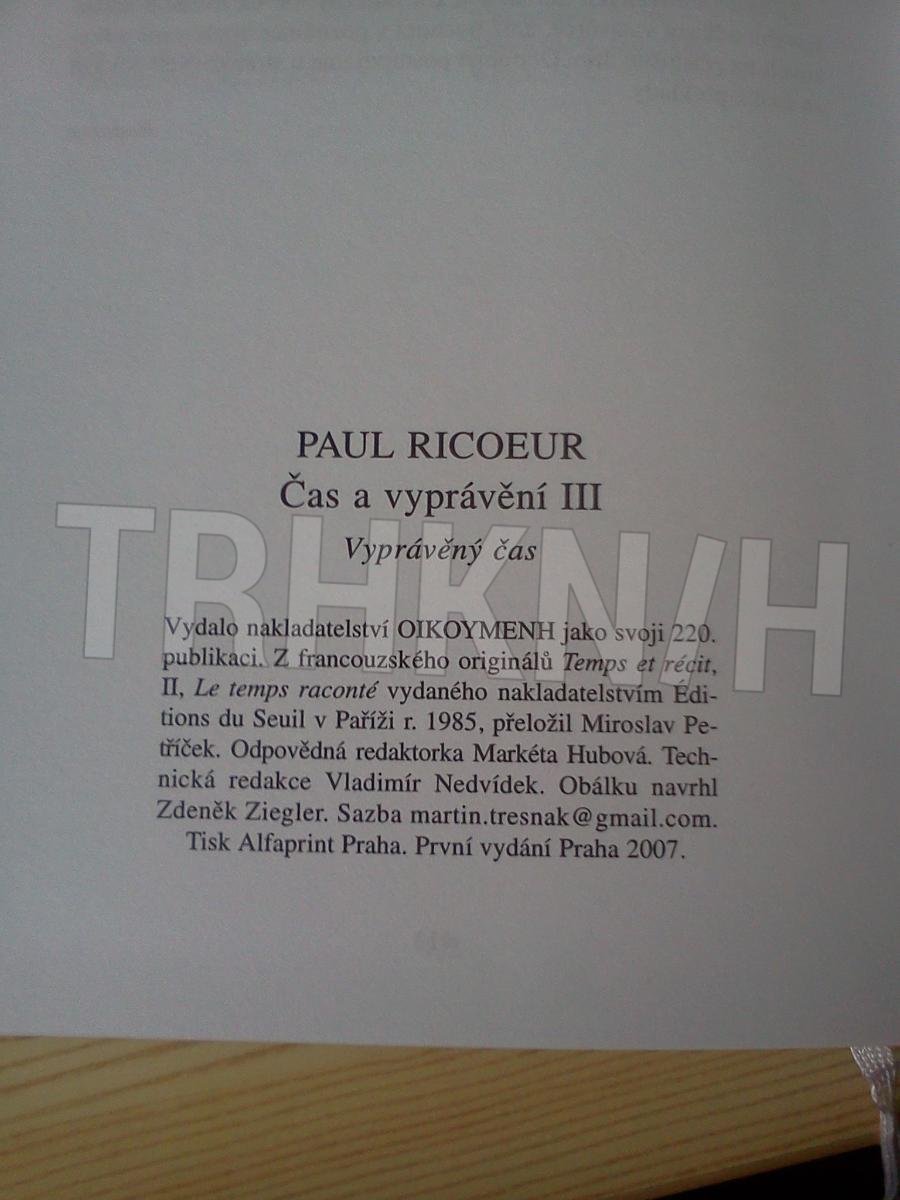 PAUL RICOEUR
Čas a vyprávění III
Vyprávěný čas
TRHKN/H
Vydalo nakladatelství OIKOYMENH jako svoji 220.
publikaci. Z francouzského originálů Temps et récit,
II, Le temps raconté vydaného nakladatelstvím Édi-
tions du Seuil v Paříži r. 1985, přeložil Miroslav Pe-
tříček. Odpovědná redaktorka Markéta Hubová. Tech-
nická redakce Vladimír Nedvídek. Obálku navrhl
Zdeněk Ziegler. Sazba martin.tresnak@gmail.com.
Tisk Alfaprint Praha. První vydání Praha 2007.